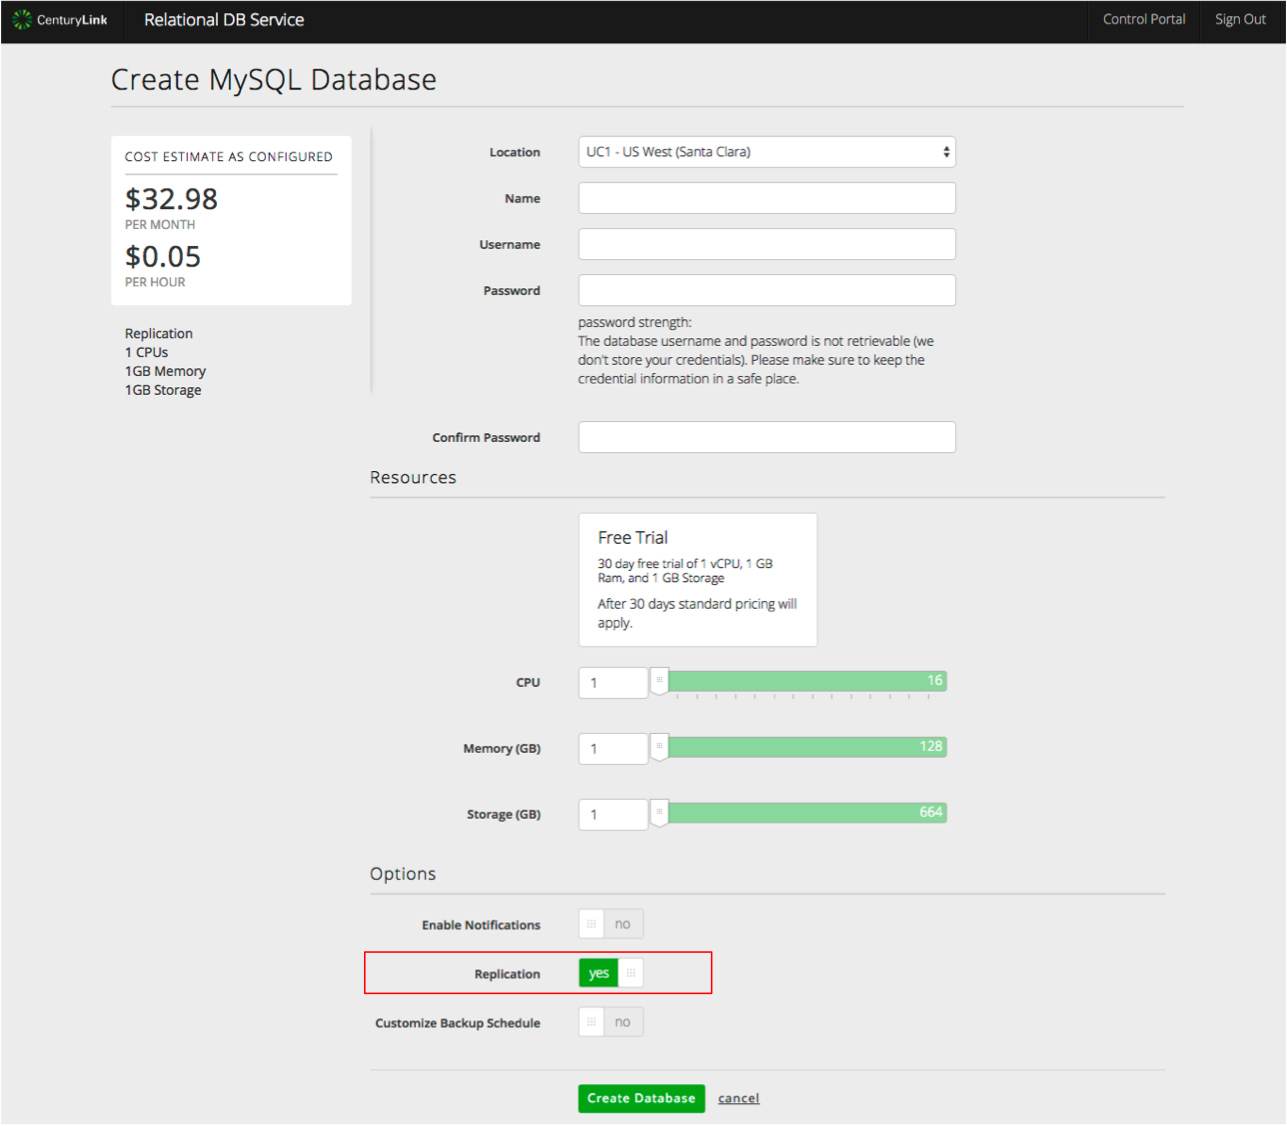 CenturyLink Relational DB Service Control Portal Sign Out
Create MySQL Database
COST ESTIMATE AS CONFIGURED
$32.98
PER MONTH
$0.05
PER HOUR
Replication
1 CPUs
1GB Memory
1GB Storage
Location UC1 - US West (Santa Clara)
Name
Username
Password
password strength:
The database username and password is not retrievable (we
don't store your credentials). Please make sure to keep the
credential information in a safe place.
Confirm Password
Resources
Free Trial
30 day free trial of 1 vCPU, 1 GB
Ram, and 1 GB Storage
After 30 days standard pricing will
apply.
CPU 1 16
Memory (GB) 1 128
Storage (GB) 1 664
Options
Enable Notifications no
Replication yes
Customize Backup Schedule no
Create Database cancel